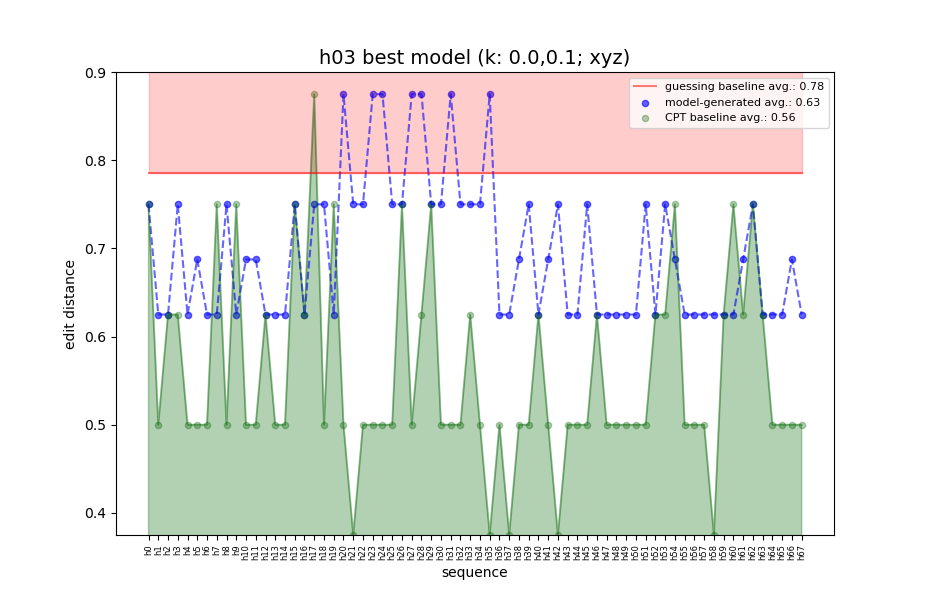 h03 best model (k: 0.0,0.1; xyz)
guessing baseline avg.: 0.78
model-generated avg.: 0.63
CPT baseline avg.: 0.56
edit distance
0.9
0.8
0.7
0.6
0.5
0.4
h0 h1 h2 h3 h4 h5 h6 h7 h8 h9 h10 h11 h12 h13 h14 h15 h16 h17 h18 h19 h20 h21 h22 h23 h24 h25 h26 h27 h28 h29 h30 h31 h32 h33 h34 h35 h36 h37 h38 h39 h40 h41 h42 h43 h44 h45 h46 h47 h48 h49 h50 h51 h52 h53 h54 h55 h56 h57 h58 h59 h60 h61 h62 h63 h64 h65 h66 h67
sequence